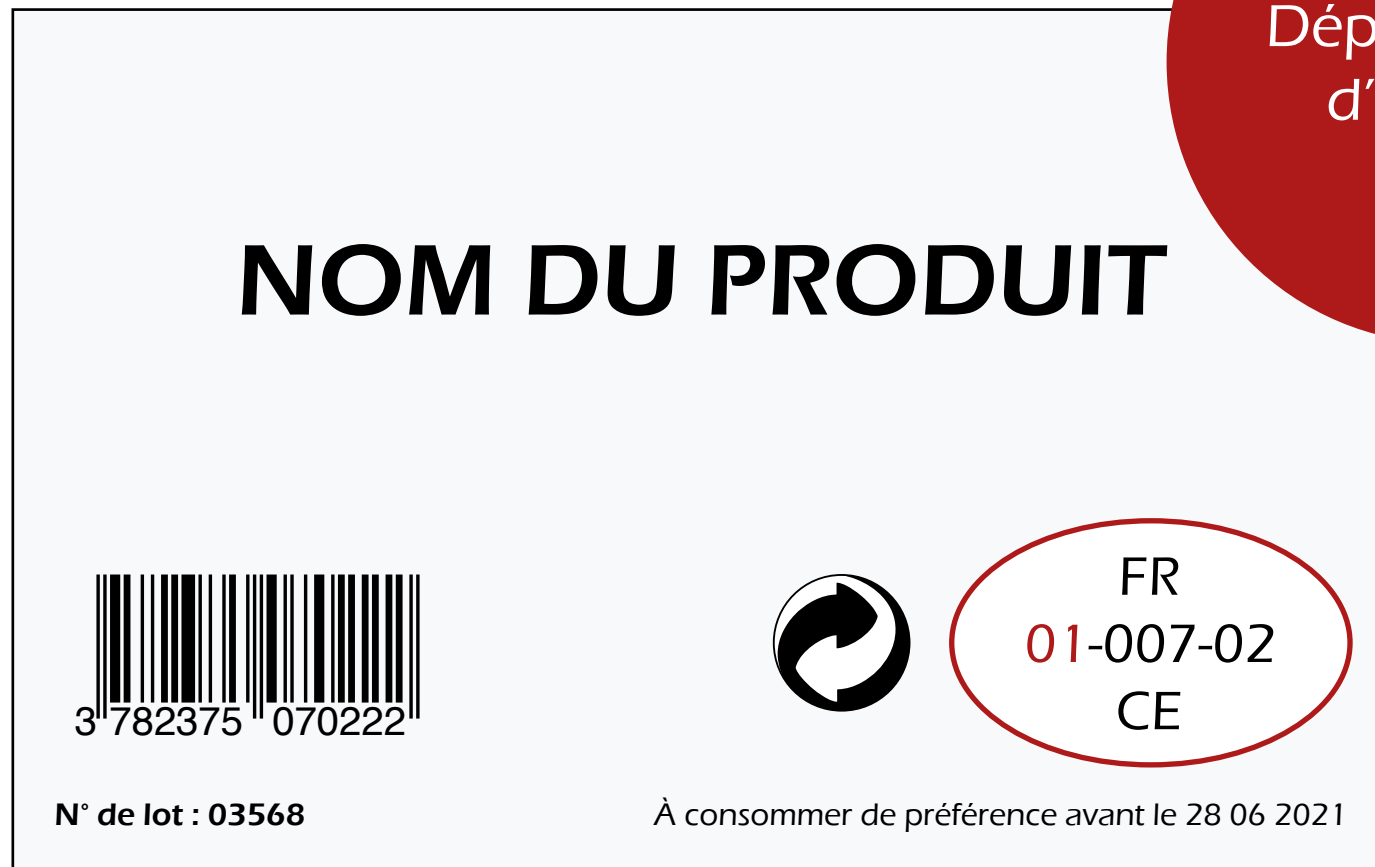 d'
NOM DU PRODUIT
FR
01-007-02
CE
3 782375 070222
N° de lot : 03568
À consommer de préférence avant le 28 06 2021